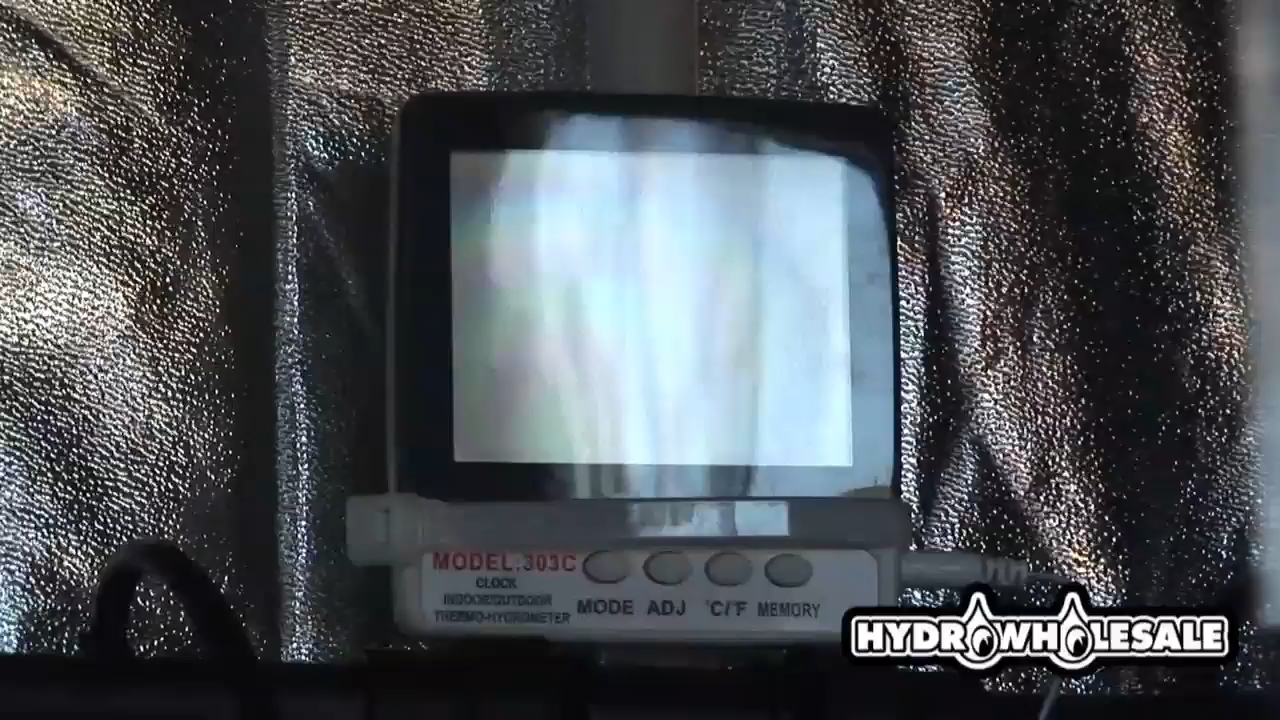 MODEL:303C
CLOCK
INDOOR/OUTDOOR
THERMO-HYGROMETER
MODE ADJ °C/°F MEMORY
HYDROWHOLESALE